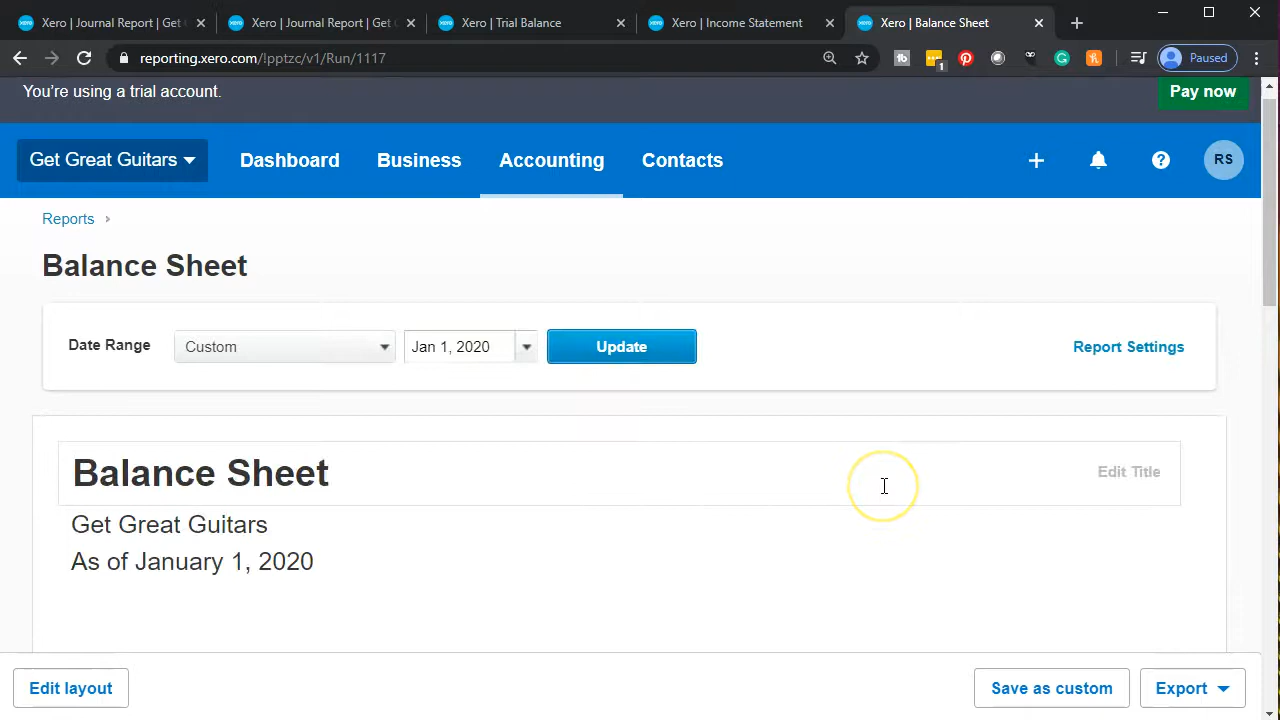 Xero | Journal Report | Get
Xero | Journal Report | Get
Xero | Trial Balance
Xero | Income Statement
Xero | Balance Sheet
reporting.xero.com/!pptzc/v1/Run/1117
1
Paused
You're using a trial account.
Pay now
Get Great Guitars
Dashboard
Business
Accounting
Contacts
RS
Reports
Balance Sheet
Date Range
Custom
Jan 1, 2020
Update
Report Settings
Balance Sheet
Edit Title
Get Great Guitars
As of January 1, 2020
Edit layout
Save as custom
Export